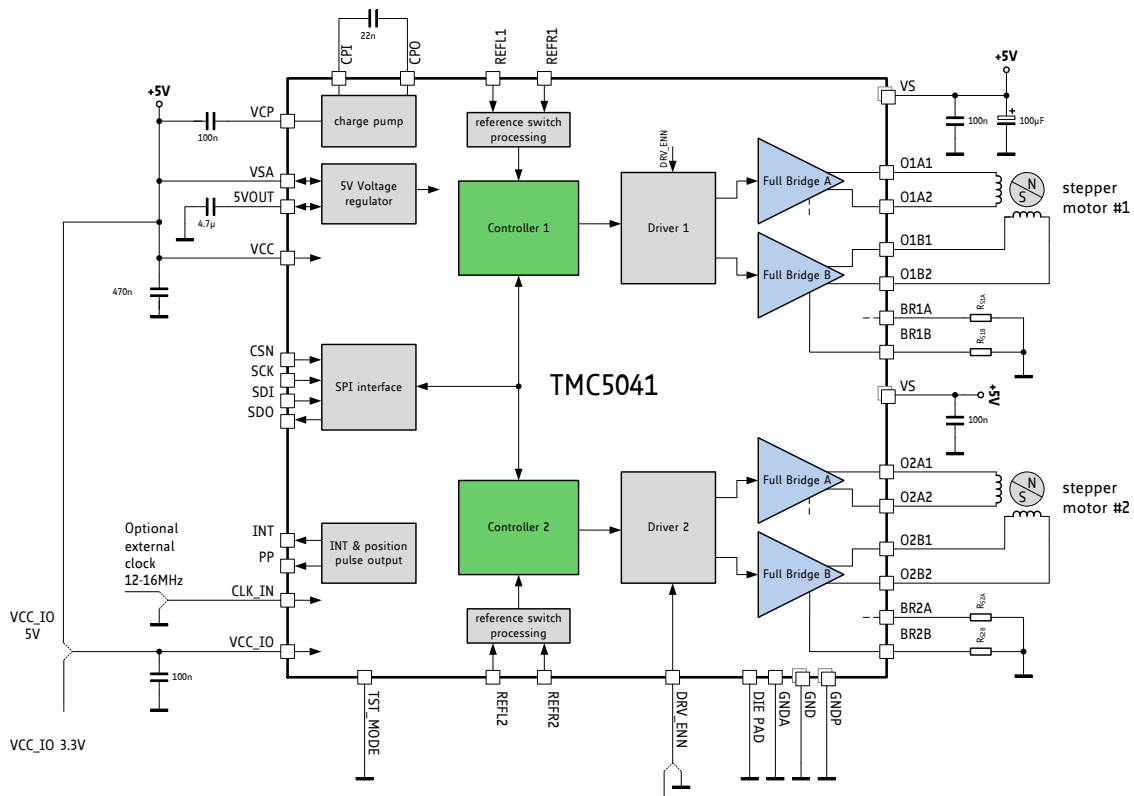 22n
CPI
CPO
REFL1
REFR1
+5V
VCP
100n
charge pump
reference switch
processing
VS
+5V
100n
+
100µF
VSA
5VOUT
4.7µ
5V Voltage
regulator
Controller 1
DRV_ENN
Driver 1
Full Bridge A
Full Bridge B
O1A1
O1A2
O1B1
O1B2
N
S
stepper
motor #1
VCC
470n
BR1A
RS1A
BR1B
RS1B
CSN
SCK
SDI
SDO
SPI interface
TMC5041
VS
+5V
100n
INT
PP
INT & position
pulse output
Controller 2
Driver 2
Full Bridge A
Full Bridge B
O2A1
O2A2
O2B1
O2B2
N
S
stepper
motor #2
Optional
external
clock
12-16MHz
CLK_IN
reference switch
processing
BR2A
RS2A
BR2B
RS2B
VCC_IO
5V
VCC_IO
100n
VCC_IO 3.3V
TST_MODE
REFL2
REFR2
DRV_ENN
DIE PAD
GNDA
GND
GNDP